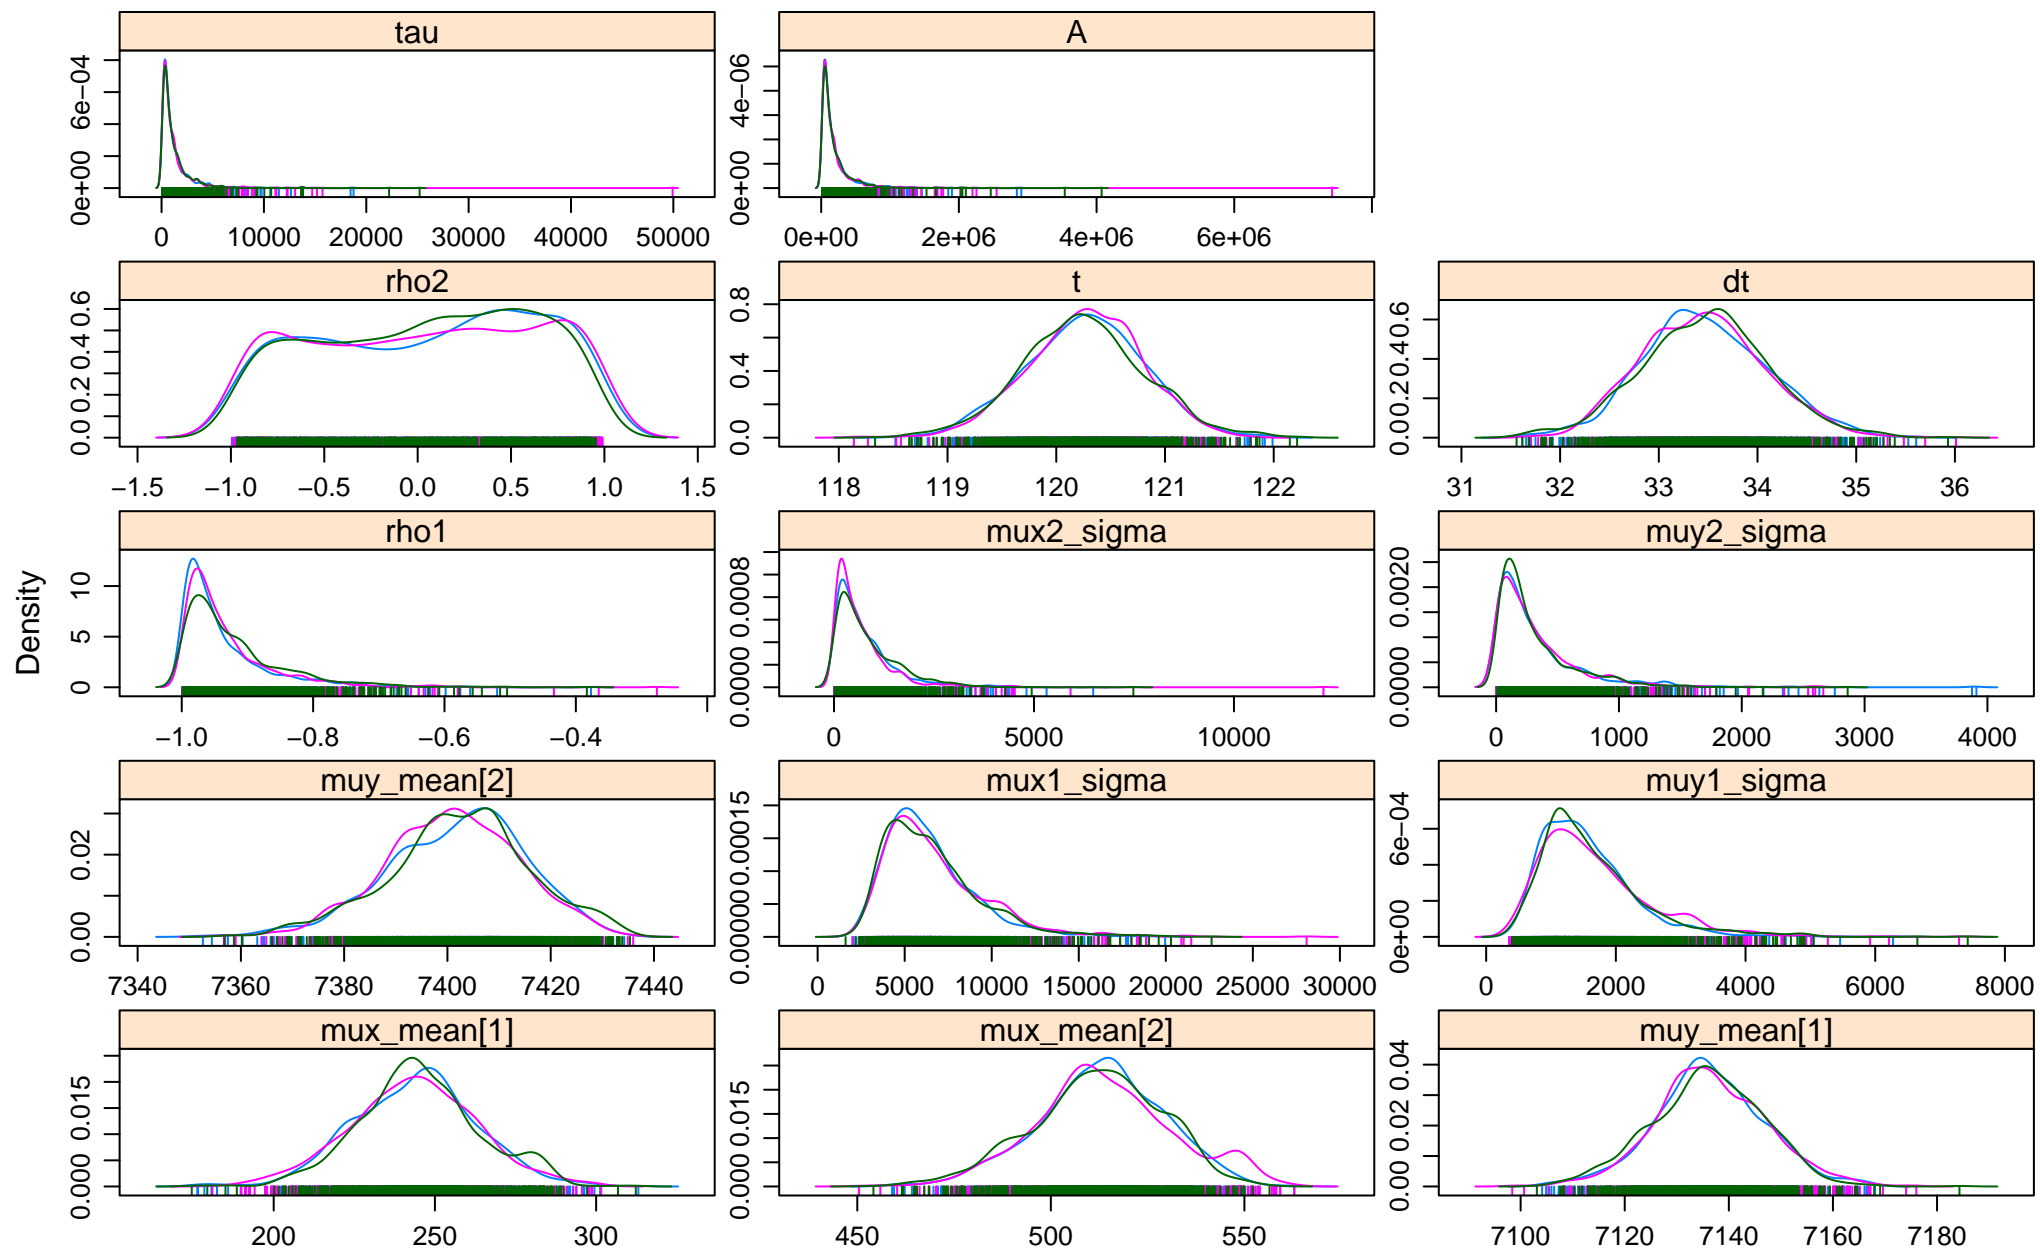 tau
A
0e+00 6e−04
0 10000 20000 30000 40000 50000
0e+00 4e−06
0e+00 2e+06 4e+06 6e+06
rho2
t
dt
0.0 0.2 0.4 0.6
−1.5 −1.0 −0.5 0.0 0.5 1.0 1.5
0.0 0.4 0.8
118 119 120 121 122
0.0 0.2 0.4 0.6
31 32 33 34 35 36
rho1
mux2_sigma
muy2_sigma
Density
0 5 10
−1.0 −0.8 −0.6 −0.4
0.0000 0.0008
0 5000 10000
0.0000 0.0020
0 1000 2000 3000 4000
muy_mean[2]
mux1_sigma
muy1_sigma
0.00 0.02
7340 7360 7380 7400 7420 7440
0.00000 0.00015
0 5000 10000 15000 20000 25000 30000
0e+00 6e−04
0 2000 4000 6000 8000
mux_mean[1]
mux_mean[2]
muy_mean[1]
0.000 0.015
200 250 300
0.000 0.015
450 500 550
0.00 0.02 0.04
7100 7120 7140 7160 7180